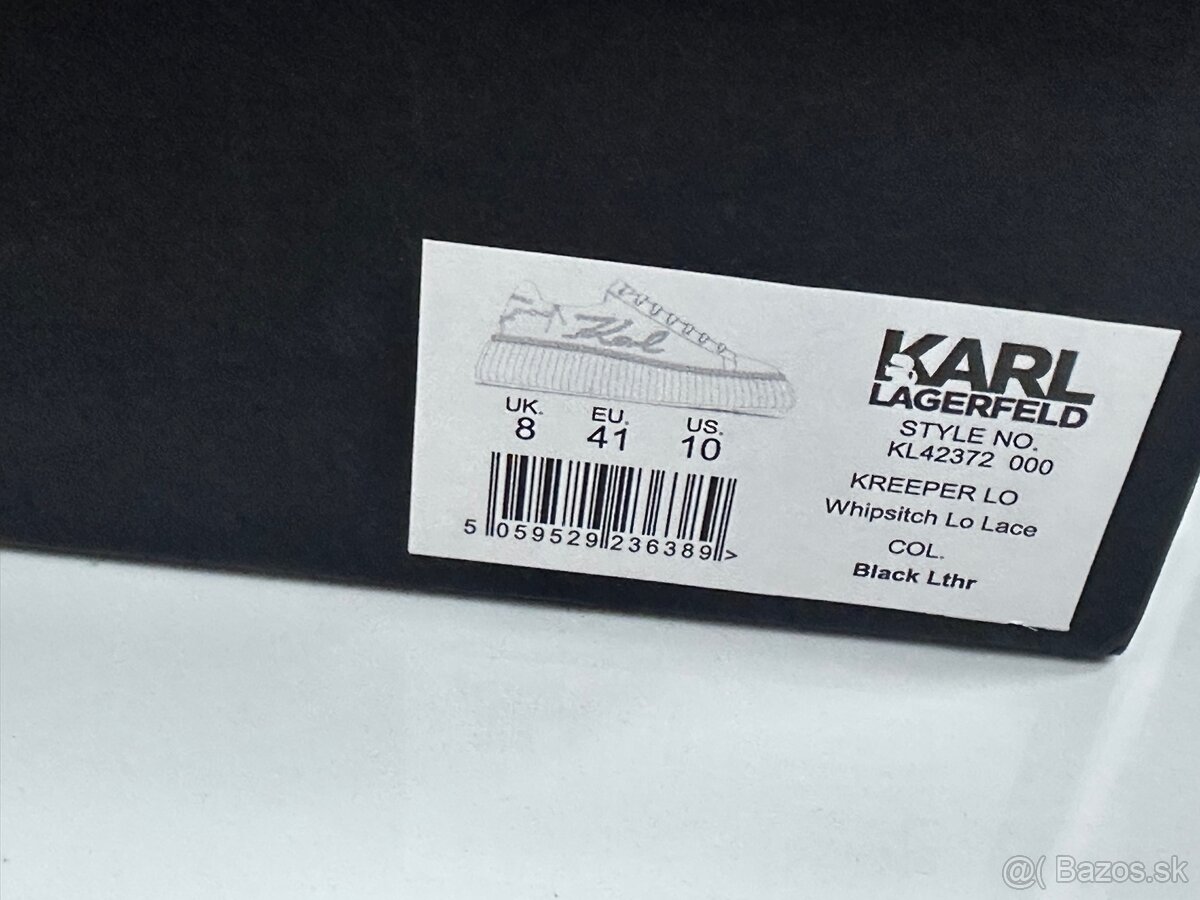 Karl
UK. EU. US.
8 41 10
5 059529 236389 >
KARL
LAGERFELD
STYLE NO.
KL42372 000
KREEPER LO
Whipsitch Lo Lace
COL.
Black Lthr
@( Bazos.sk